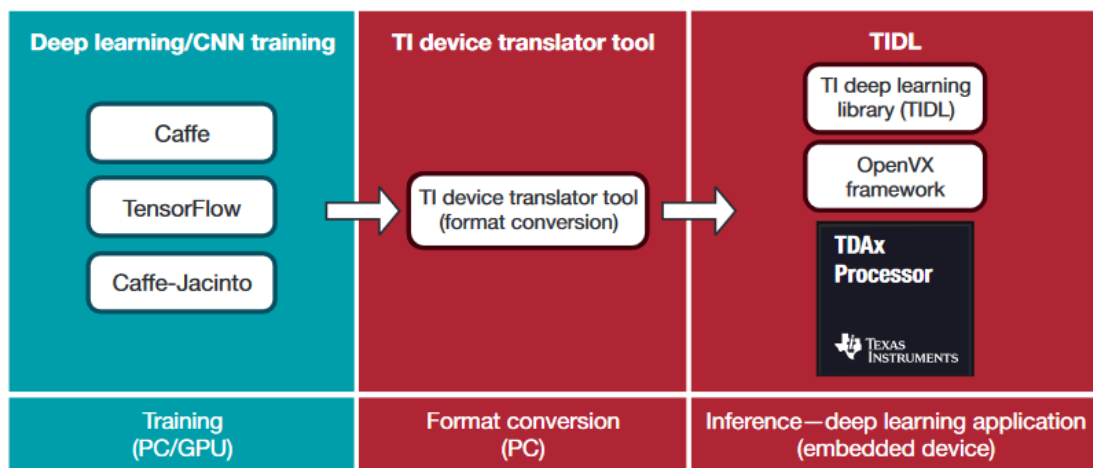 Deep learning/CNN training
Caffe
TensorFlow
Caffe-Jacinto
Training
(PC/GPU)
TI device translator tool
TI device translator tool
(format conversion)
Format conversion
(PC)
TIDL
TI deep learning
library (TIDL)
OpenVX
framework
TDAx
Processor
TEXAS
INSTRUMENTS
Inference—deep learning application
(embedded device)